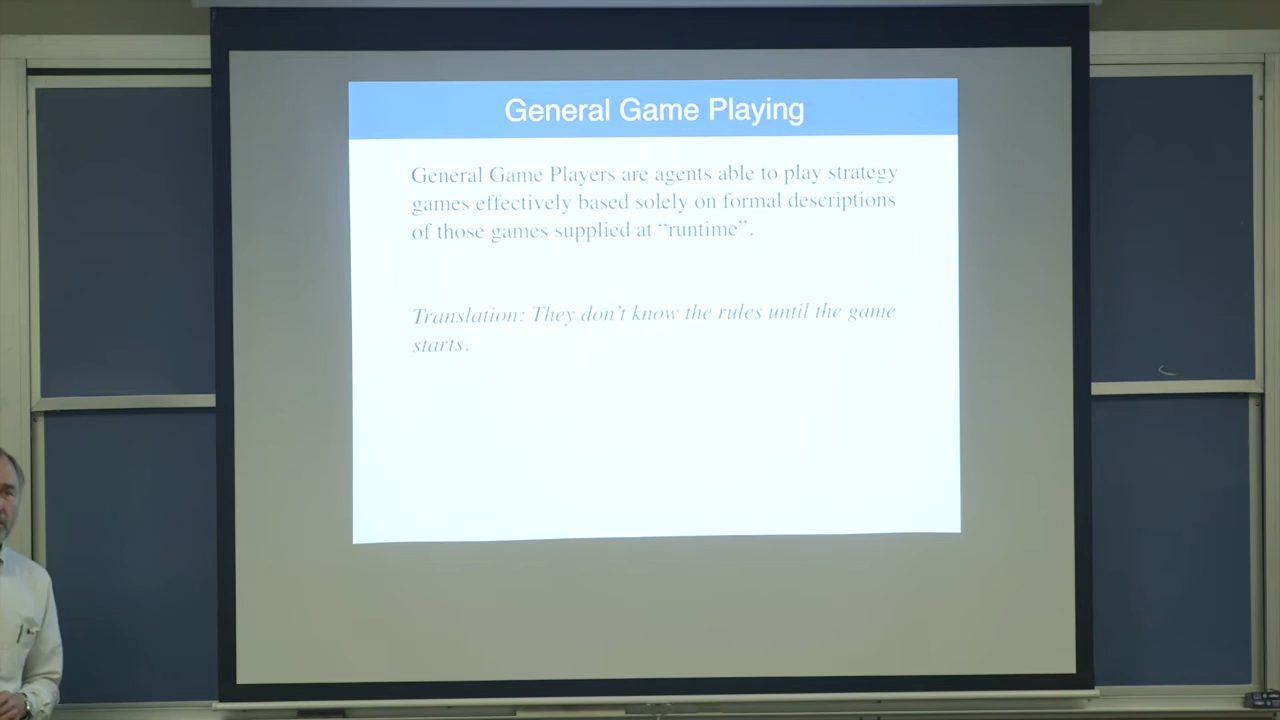 General Game Playing
General Game Players are agents able to play strategy
games effectively based solely on formal descriptions
of those games supplied at “runtime”.
Translation: They don’t know the rules until the game
starts.